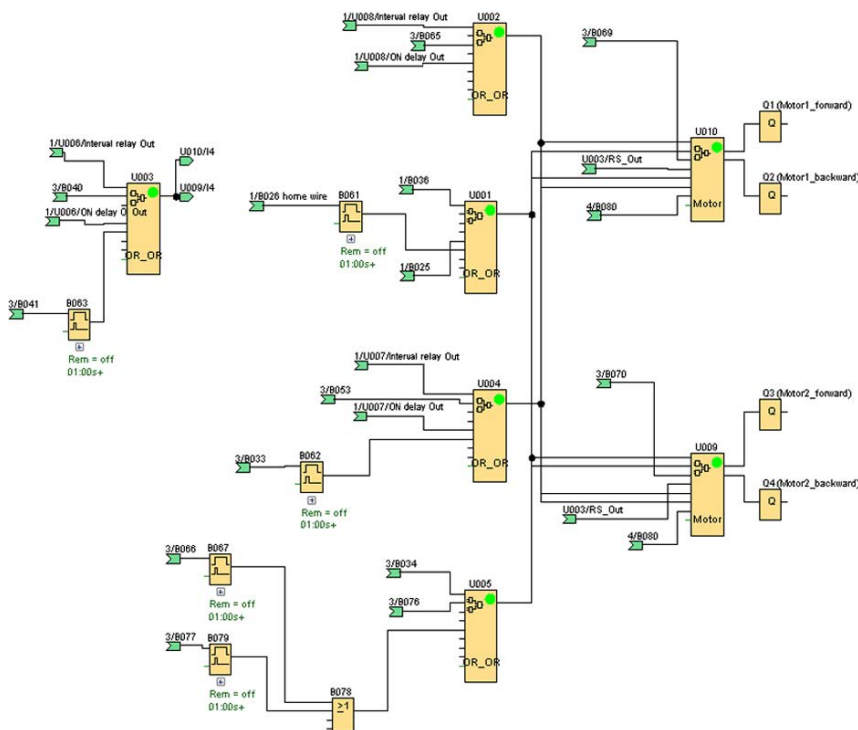 1/U008/Interval relay Out
U002
3/B065
1/U008/ON delay Out
OR_OR
3/B069
Q1(Motor1_forward)
Q
U010
U003/RS_Out
Q2(Motor1_backward)
Q
4/B080
Motor
1/U006/Interval relay Out
U010/I4
U003
U009/I4
3/B040
1/U006/ON delay O Out
OR_OR
3/B041
B063
Rem = off
01:00s+
1/B036
1/B026 home wire
B061
U001
Rem = off
01:00s+
1/B025
OR_OR
1/U007/Interval relay Out
U004
3/B053
1/U007/ON delay Out
OR_OR
3/B033
B062
Rem = off
01:00s+
3/B070
Q3(Motor2_forward)
Q
U009
Q4(Motor2_backward)
Q
U003/RS_Out
Motor
4/B080
3/B066
B067
Rem = off
01:00s+
3/B034
U005
3/B076
OR_OR
3/B077
B079
Rem = off
01:00s+
B078
≥1